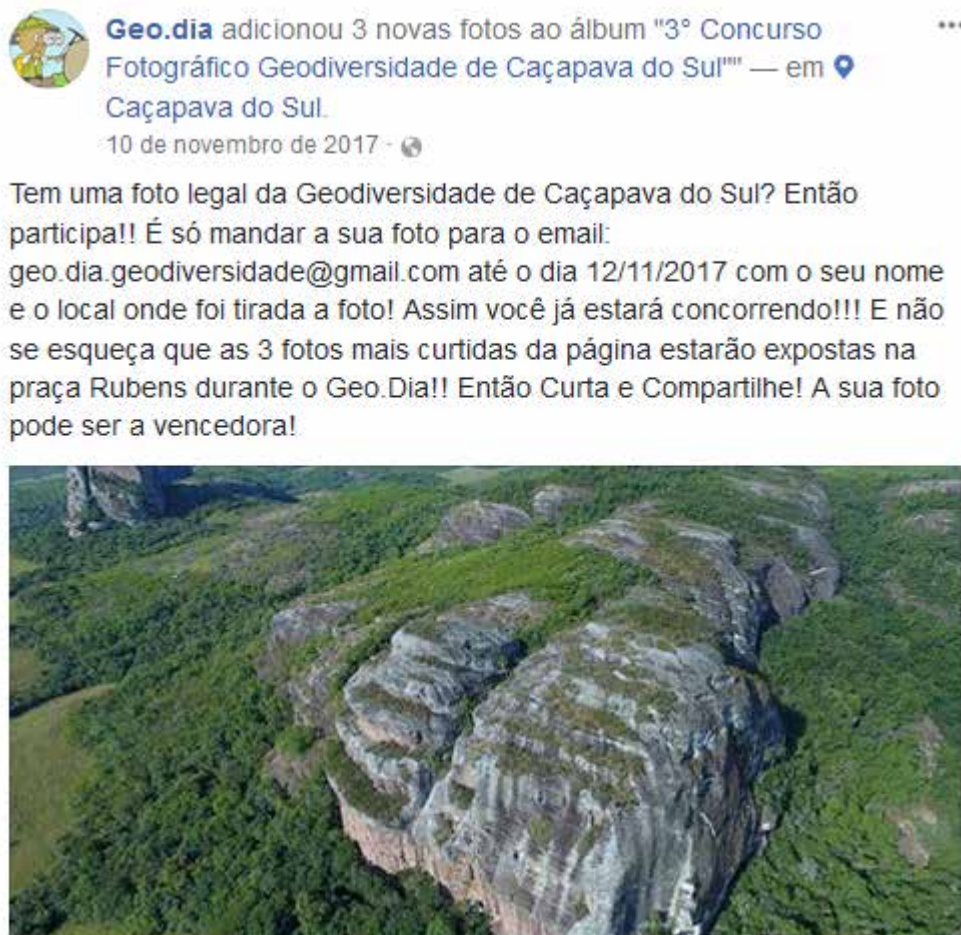 Geo.dia adicionou 3 novas fotos ao álbum "3° Concurso
Fotográfico Geodiversidade de Caçapava do Sul"" — em
Caçapava do Sul.
10 de novembro de 2017 ·
Tem uma foto legal da Geodiversidade de Caçapava do Sul? Então
participa!! É só mandar a sua foto para o email:
geo.dia.geodiversidade@gmail.com até o dia 12/11/2017 com o seu nome
e o local onde foi tirada a foto! Assim você já estará concorrendo!!! E não
se esqueça que as 3 fotos mais curtidas da página estarão expostas na
praça Rubens durante o Geo.Dia!! Então Curta e Compartilhe! A sua foto
pode ser a vencedora!